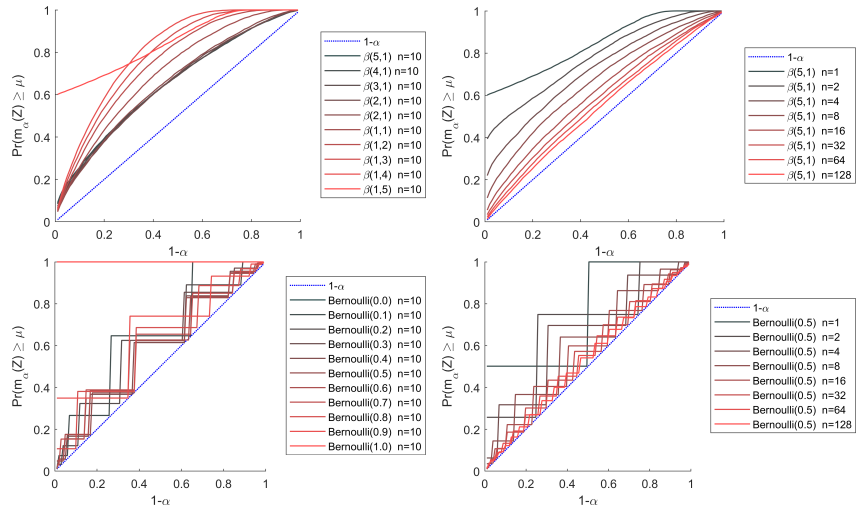 Pr(m_α(Z) ≥ μ)
1
0.8
0.6
0.4
0.2
0
0 0.2 0.4 0.6 0.8 1
1-α
1-α
β(5,1) n=10
β(4,1) n=10
β(3,1) n=10
β(2,1) n=10
β(2,1) n=10
β(1,1) n=10
β(1,2) n=10
β(1,3) n=10
β(1,4) n=10
β(1,5) n=10
Pr(m_α(Z) ≥ μ)
1
0.8
0.6
0.4
0.2
0
0 0.2 0.4 0.6 0.8 1
1-α
1-α
β(5,1) n=1
β(5,1) n=2
β(5,1) n=4
β(5,1) n=8
β(5,1) n=16
β(5,1) n=32
β(5,1) n=64
β(5,1) n=128
Pr(m_α(Z) ≥ μ)
1
0.8
0.6
0.4
0.2
0
0 0.2 0.4 0.6 0.8 1
1-α
1-α
Bernoulli(0.0) n=10
Bernoulli(0.1) n=10
Bernoulli(0.2) n=10
Bernoulli(0.3) n=10
Bernoulli(0.4) n=10
Bernoulli(0.5) n=10
Bernoulli(0.6) n=10
Bernoulli(0.7) n=10
Bernoulli(0.8) n=10
Bernoulli(0.9) n=10
Bernoulli(1.0) n=10
Pr(m_α(Z) ≥ μ)
1
0.8
0.6
0.4
0.2
0
0 0.2 0.4 0.6 0.8 1
1-α
1-α
Bernoulli(0.5) n=1
Bernoulli(0.5) n=2
Bernoulli(0.5) n=4
Bernoulli(0.5) n=8
Bernoulli(0.5) n=16
Bernoulli(0.5) n=32
Bernoulli(0.5) n=64
Bernoulli(0.5) n=128